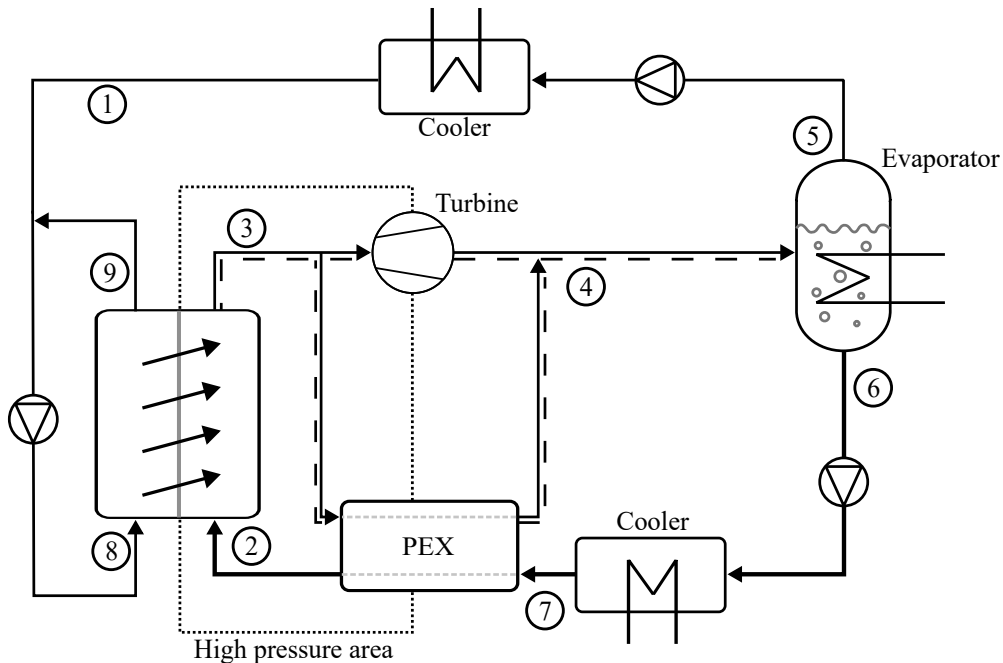 1
Cooler
5
Evaporator
Turbine
3
9
4
6
8
2
PEX
Cooler
7
High pressure area